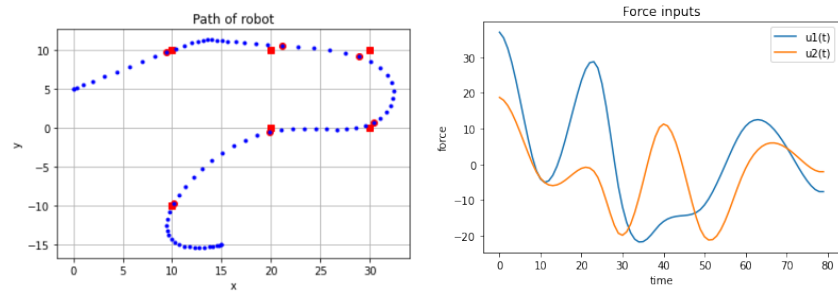 Path of robot
10
5
0
−5
−10
−15
y
0 5 10 15 20 25 30
x
Force inputs
u1(t)
u2(t)
30
20
10
0
−10
−20
force
0 10 20 30 40 50 60 70 80
time